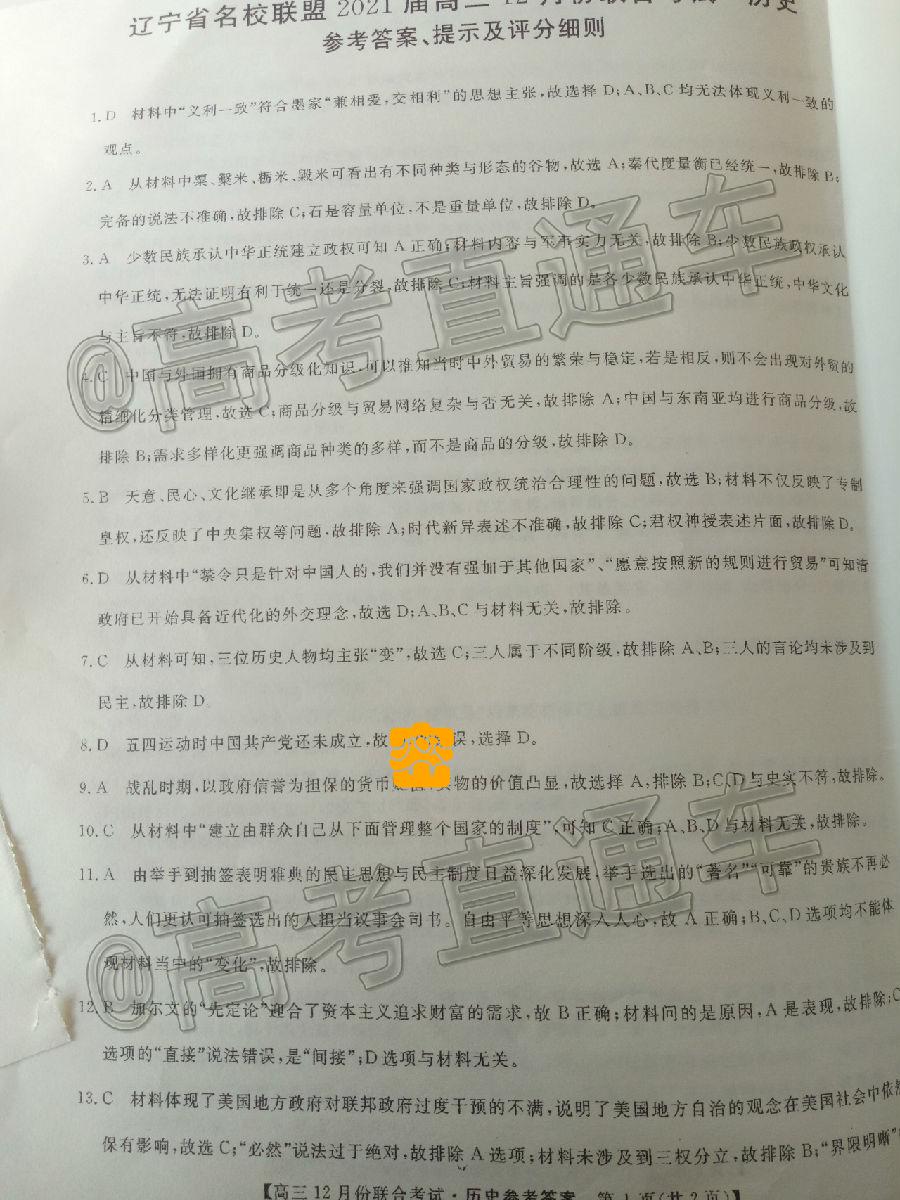 辽宁省名校联盟 2021 届高三 12 月份联合考试·历史
参考答案、提示及评分细则
1. D 材料中“义利一致”符合墨家“兼相爱,交相利”的思想主张,故选择 D;A、B、C 均无法体现义利一致的
观点。
2. A 从材料中粟、粝米、糲米、毇米可看出有不同种类与形态的谷物,故选 A;秦代度量衡已经统一,故排除 B;
完备的说法不准确,故排除 C;石是容量单位,不是重量单位,故排除 D。
3. A 少数民族承认中华正统建立政权可知 A 正确;材料内容与军事实力无关,故排除 B;少数民族政权承认
中华正统,无法证明有利于统一还是分裂,故排除 C;材料主旨强调的是各少数民族承认中华正统,中华文化
与主旨不符,故排除 D。
4. C 中国与外洲拥有商品分级化知识,可以推知当时中外贸易的繁荣与稳定,若是相反,则不会出现对外贸的
精细化分类管理,故选 C;商品分级与贸易网络复杂与否无关,故排除 A;中国与东南亚均进行商品分级,故
排除 B;需求多样化更强调商品种类的多样,而不是商品的分级,故排除 D。
5. B 天意、民心、文化继承即是从多个角度来强调国家政权统治合理性的问题,故选 B;材料不仅反映了专制
皇权,还反映了中央集权等问题,故排除 A;时代新异表述不准确,故排除 C;君权神授表述片面,故排除 D。
6. D 从材料中“禁令只是针对中国人的,我们并没有强加于其他国家”、“愿意按照新的规则进行贸易”可知清
政府已开始具备近代化的外交理念,故选 D;A、B、C 与材料无关,故排除。
7. C 从材料可知,三位历史人物均主张“变”,故选 C;三人属于不同阶级,故排除 A、B;三人的言论均未涉及到
民主,故排除 D。
8. D 五四运动时中国共产党还未成立,故 误,选择 D。
9. A 战乱时期,以政府信誉为担保的货币 物的价值凸显,故选择 A,排除 B;C、D 与史实不符,故排除。
10. C 从材料中“建立由群众自己从下面管理整个国家的制度”,可知 C 正确;A、B、D 与材料无关,故排除。
11. A 由举手到抽签表明雅典的民主思想与民主制度日益深化发展,举手选出的“著名”“可靠”的贵族不再必
然,人们更认可抽签选出的人担当议事会司书。自由平等思想深入人心,故 A 正确;B、C、D 选项均不能体
现材料当中的“变化”,故排除。
12. B 加尔文的“先定论”迎合了资本主义追求财富的需求,故 B 正确;材料问的是原因,A 是表现,故排除;C
选项的“直接”说法错误,是“间接”;D 选项与材料无关。
13. C 材料体现了美国地方政府对联邦政府过度干预的不满,说明了美国地方自治的观念在美国社会中依然
保有影响,故选 C;“必然”说法过于绝对,故排除 A 选项;材料未涉及到三权分立,故排除 B;“界限明晰”
【高三 12 月份联合考试·历史参考答案 第 1 页(共 2 页)】
@高考直通车
@高考直通车